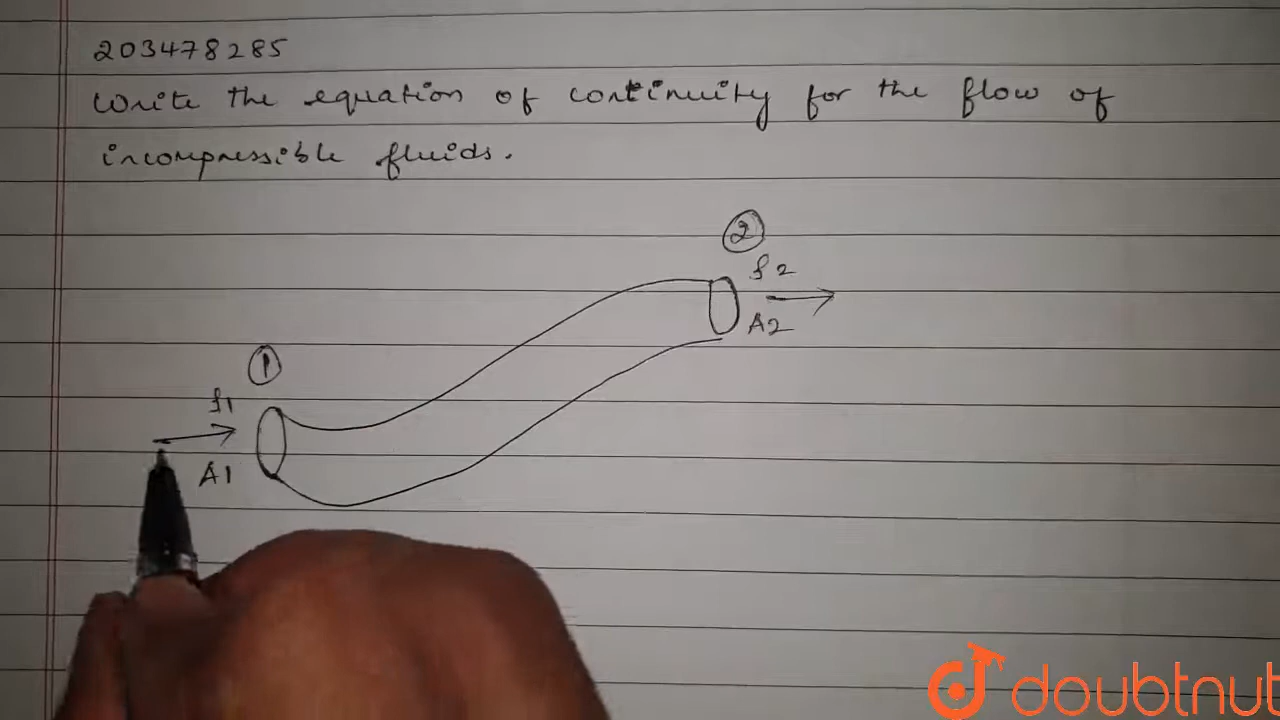 203478285
Write the equation of continuity for the flow of
incompressible fluids.
2
ρ2
A2
1
ρ1
A1
doubtnut